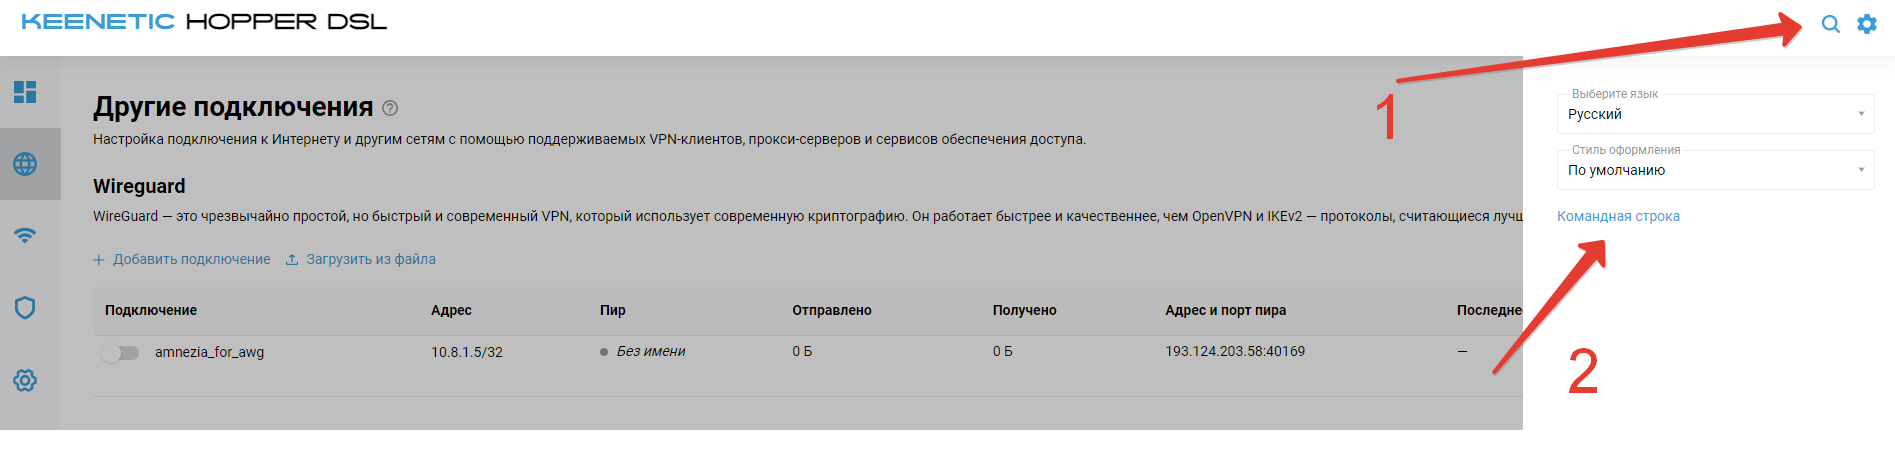 KEENETIC HOPPER DSL
1
Выберите язык
Русский
Стиль оформления
По умолчанию
Командная строка
2
Другие подключения
Настройка подключения к Интернету и другим сетям с помощью поддерживаемых VPN-клиентов, прокси-серверов и сервисов обеспечения доступа.
Wireguard
WireGuard — это чрезвычайно простой, но быстрый и современный VPN, который использует современную криптографию. Он работает быстрее и качественнее, чем OpenVPN и IKEv2 — протоколы, считающиеся лучш
+ Добавить подключение Загрузить из файла
Подключение Адрес Пир Отправлено Получено Адрес и порт пира Последнее
amnezia_for_awg 10.8.1.5/32 Без имени 0 Б 0 Б 193.124.203.58:40169 —